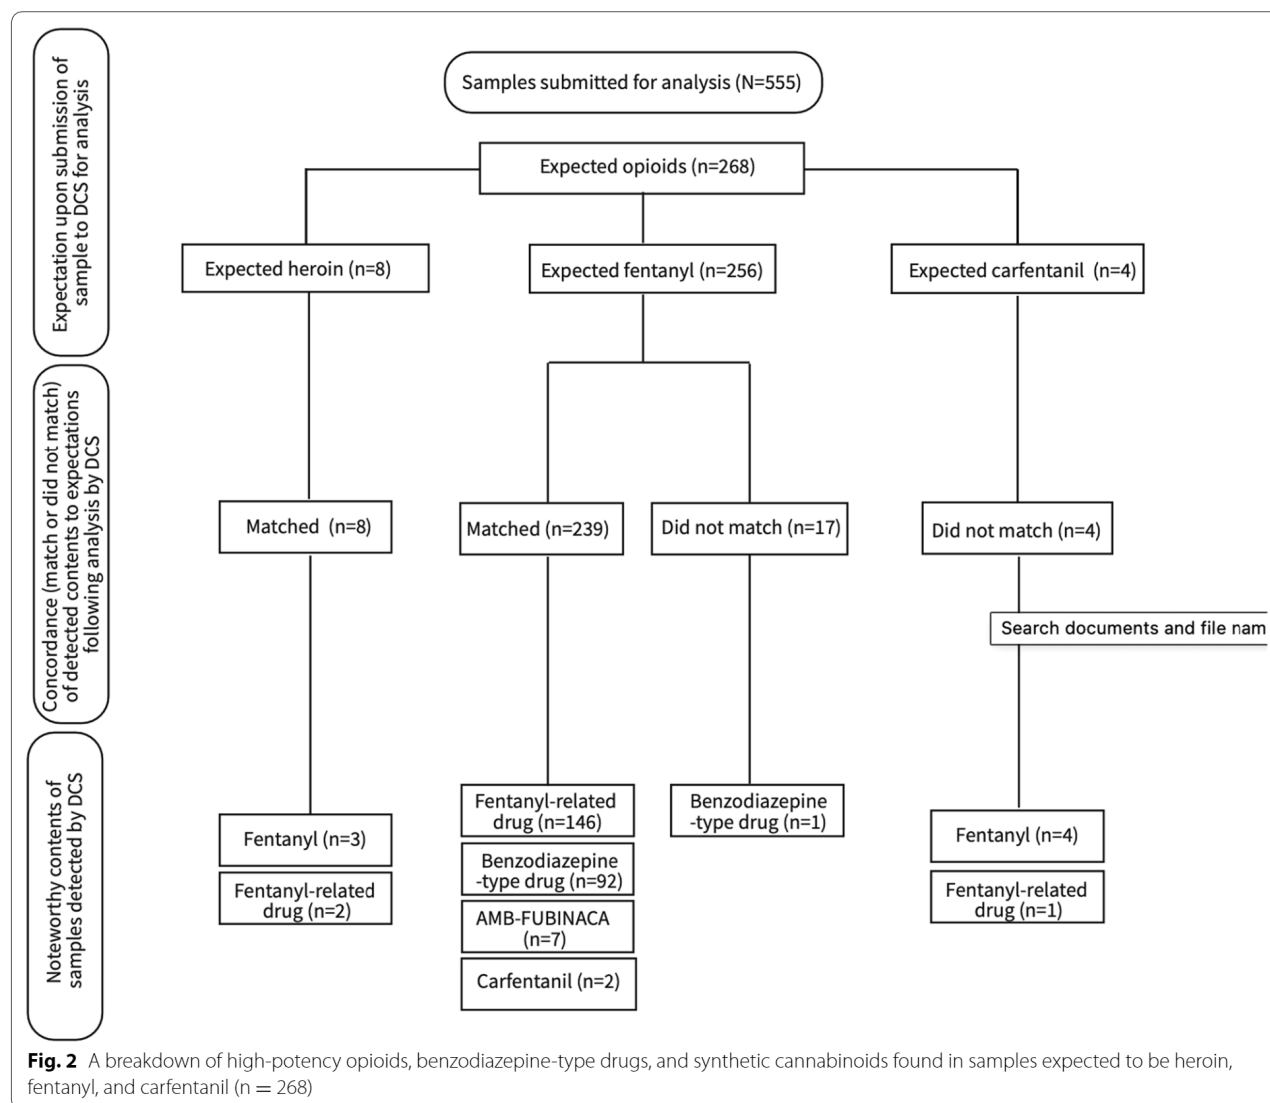 Expectation upon submission of
sample to DCS for analysis
Samples submitted for analysis (N=555)
Expected opioids (n=268)
Expected heroin (n=8)
Expected fentanyl (n=256)
Expected carfentanil (n=4)
Concordance (match or did not match)
of detected contents to expectations
following analysis by DCS
Matched (n=8)
Matched (n=239)
Did not match (n=17)
Did not match (n=4)
Search documents and file nam
Noteworthy contents of
samples detected by DCS
Fentanyl (n=3)
Fentanyl-related
drug (n=2)
Fentanyl-related
drug (n=146)
Benzodiazepine
-type drug (n=92)
AMB-FUBINACA
(n=7)
Carfentanil (n=2)
Benzodiazepine
-type drug (n=1)
Fentanyl (n=4)
Fentanyl-related
drug (n=1)
Fig. 2 A breakdown of high-potency opioids, benzodiazepine-type drugs, and synthetic cannabinoids found in samples expected to be heroin,
fentanyl, and carfentanil (n = 268)